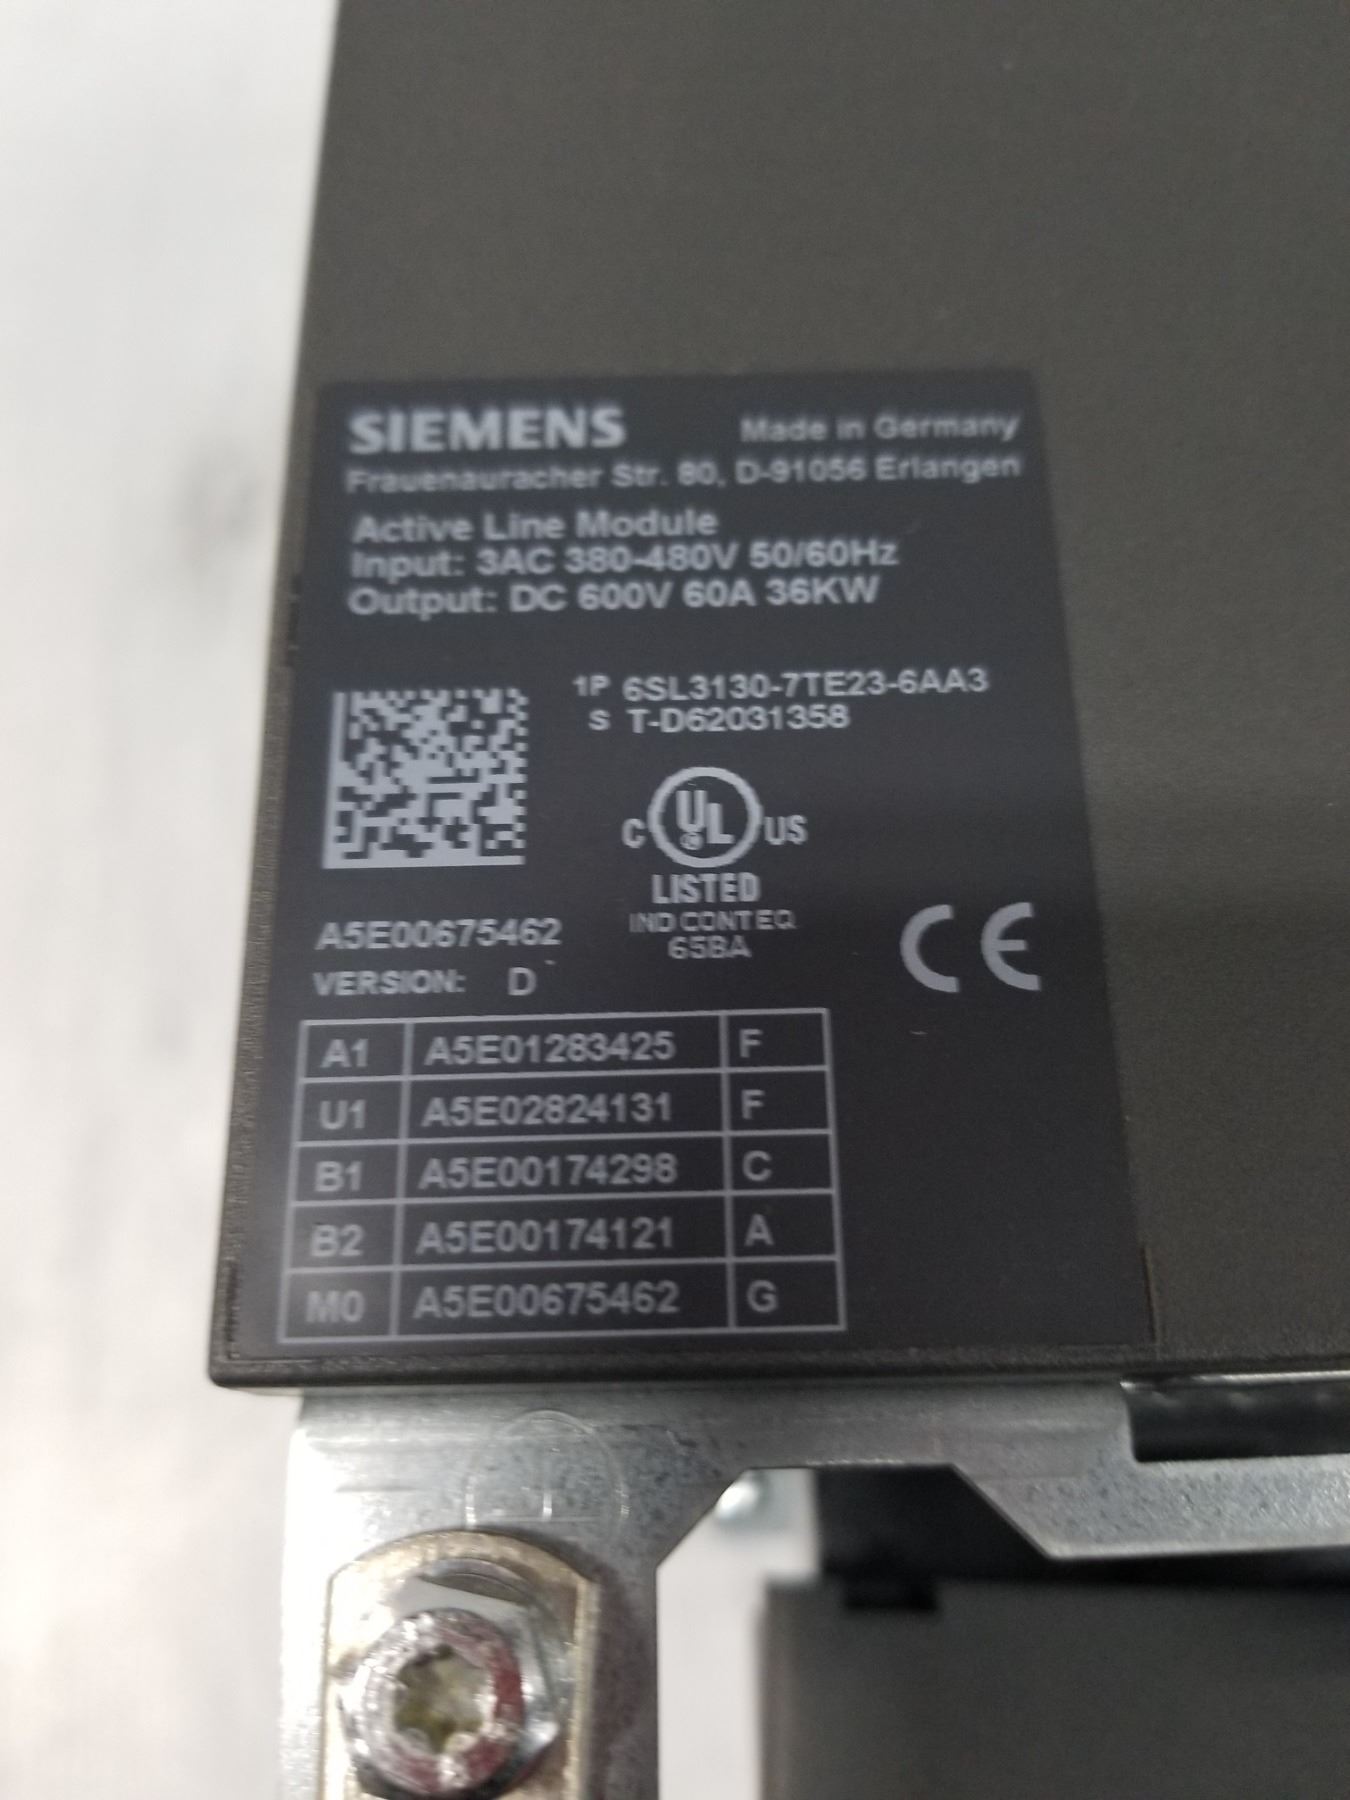 SIEMENS Made in Germany
Frauenauracher Str. 80, D-91056 Erlangen
Active Line Module
Input: 3AC 380-480V 50/60Hz
Output: DC 600V 60A 36KW
1P 6SL3130-7TE23-6AA3
S T-D62031358
C UL US
LISTED
IND CONT EQ
65BA
A5E00675462
VERSION: D
CE
A1 A5E01283425 F
U1 A5E02824131 F
B1 A5E00174298 C
B2 A5E00174121 A
M0 A5E00675462 G